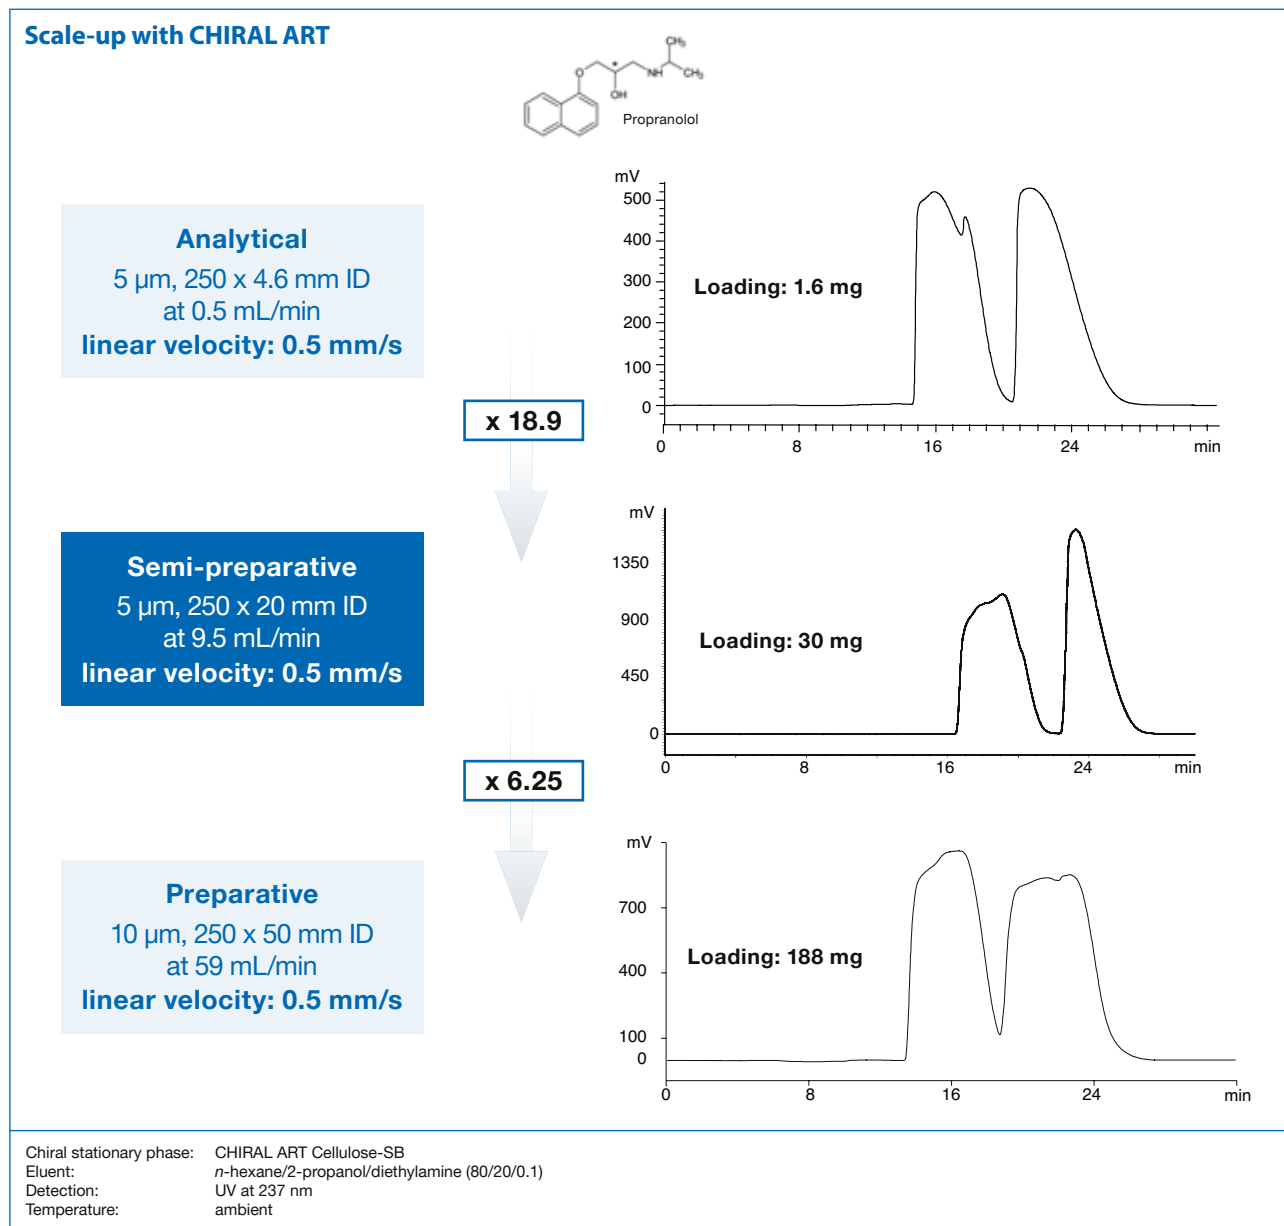 Scale-up with CHIRAL ART
CH₃
O
*
NH
CH₃
OH
Propranolol
Analytical
5 µm, 250 x 4.6 mm ID
at 0.5 mL/min
linear velocity: 0.5 mm/s
mV
500
400
300
200
100
0
Loading: 1.6 mg
0 8 16 24 min
x 18.9
Semi-preparative
5 µm, 250 x 20 mm ID
at 9.5 mL/min
linear velocity: 0.5 mm/s
mV
1350
900
450
0
Loading: 30 mg
0 8 16 24 min
x 6.25
Preparative
10 µm, 250 x 50 mm ID
at 59 mL/min
linear velocity: 0.5 mm/s
mV
700
400
100
0
Loading: 188 mg
0 8 16 24 min
Chiral stationary phase: CHIRAL ART Cellulose-SB
Eluent: n-hexane/2-propanol/diethylamine (80/20/0.1)
Detection: UV at 237 nm
Temperature: ambient